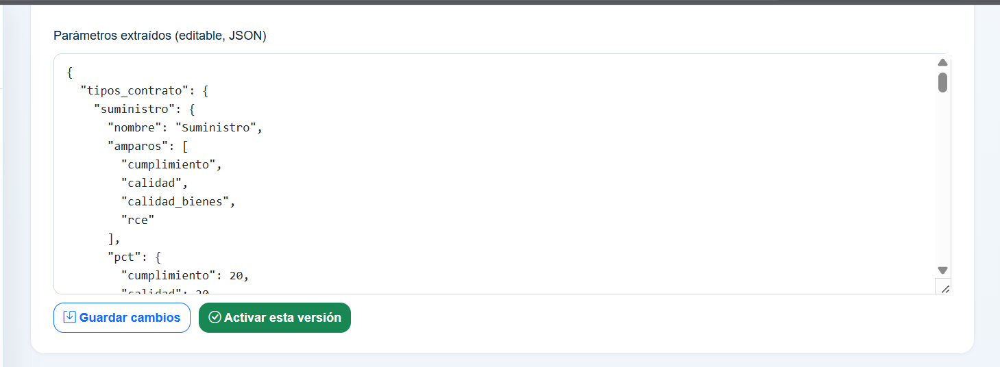 Parámetros extraídos (editable, JSON)
{
  "tipos_contrato": {
    "suministro": {
      "nombre": "Suministro",
      "amparos": [
        "cumplimiento",
        "calidad",
        "calidad_bienes",
        "rce"
      ],
      "pct": {
        "cumplimiento": 20,
        "calidad": 20
Guardar cambios
Activar esta versión